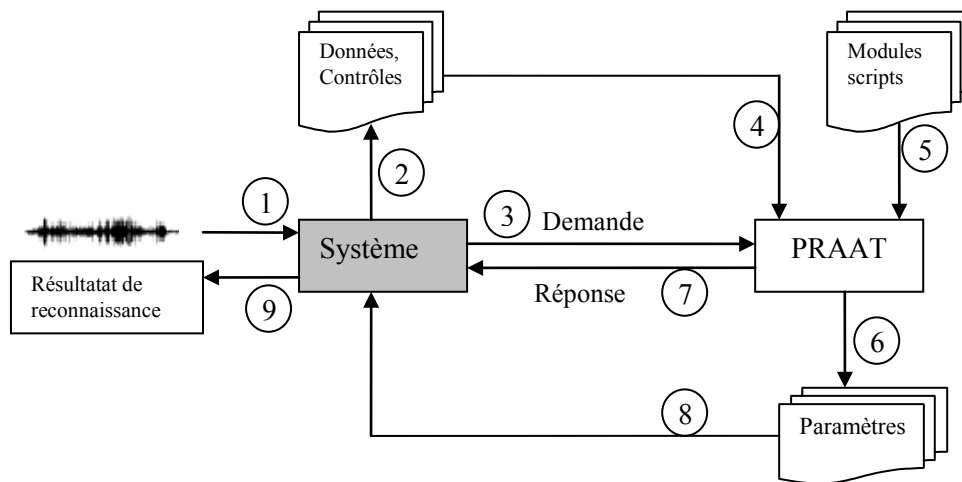 Données,
Contrôles
Modules
scripts
4
5
2
1
3
Demande
Système
PRAAT
Résultatat de
reconnaissance
9
Réponse
7
6
8
Paramètres